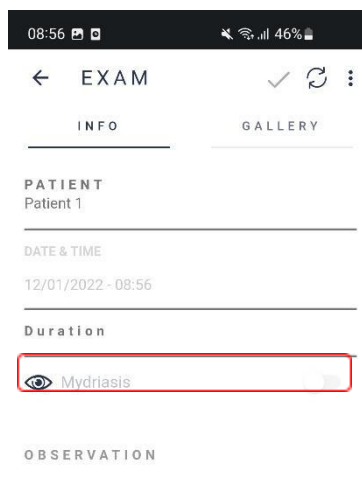 08:56 46%
EXAM
INFO GALLERY
PATIENT
Patient 1
DATE & TIME
12/01/2022 - 08:56
Duration
Mydriasis
OBSERVATION